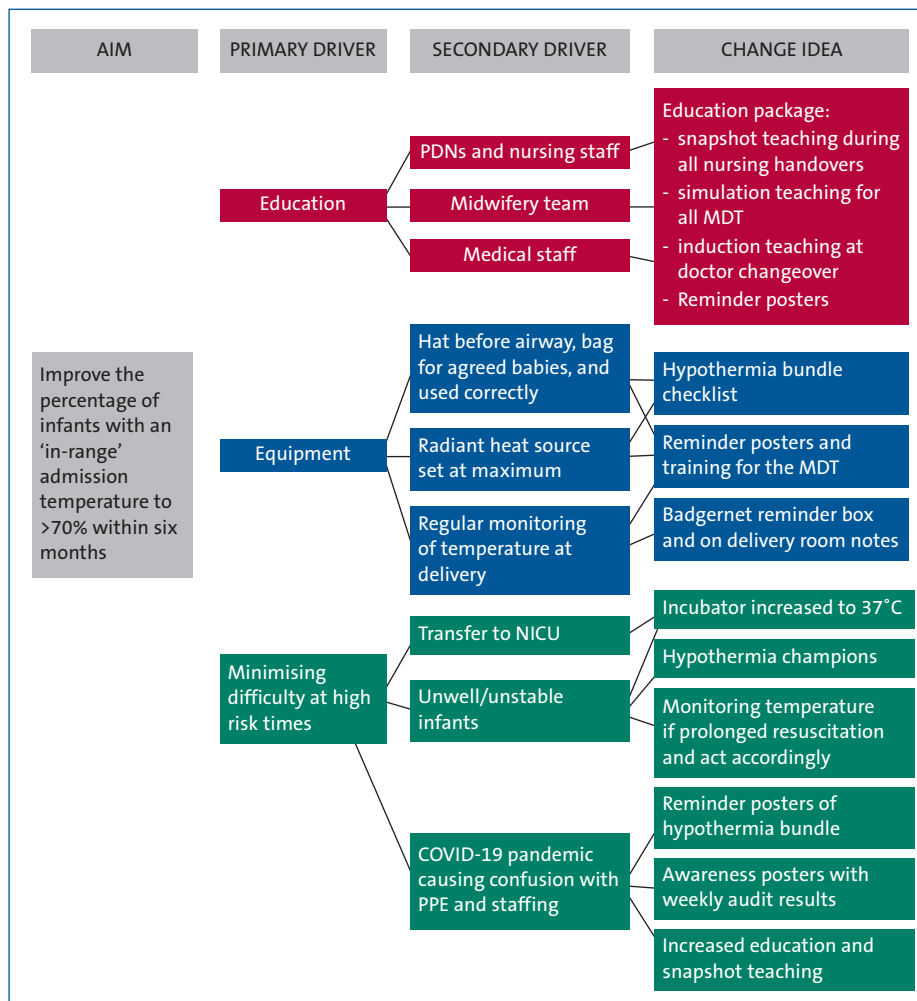 AIM
PRIMARY DRIVER
SECONDARY DRIVER
CHANGE IDEA
Improve the
percentage of
infants with an
‘in-range’
admission
temperature to
>70% within six
months
Education
PDNs and nursing staff
Midwifery team
Medical staff
Education package:
- snapshot teaching during
all nursing handovers
- simulation teaching for
all MDT
- induction teaching at
doctor changeover
- Reminder posters
Equipment
Hat before airway, bag
for agreed babies, and
used correctly
Radiant heat source
set at maximum
Regular monitoring
of temperature at
delivery
Hypothermia bundle
checklist
Reminder posters and
training for the MDT
Badgernet reminder box
and on delivery room notes
Minimising
difficulty at high
risk times
Transfer to NICU
Unwell/unstable
infants
COVID-19 pandemic
causing confusion with
PPE and staffing
Incubator increased to 37˚C
Hypothermia champions
Monitoring temperature
if prolonged resuscitation
and act accordingly
Reminder posters of
hypothermia bundle
Awareness posters with
weekly audit results
Increased education and
snapshot teaching